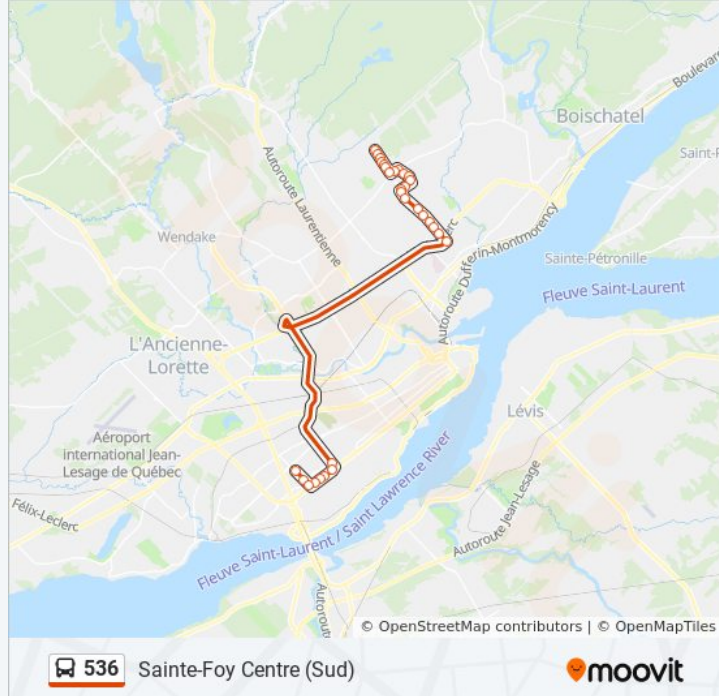 Boulevard
Boischatel
Saint-P
Autoroute Laurentienne
Wendake
erc
Autoroute Dufferin-Montmorency
Sainte-Pétronille
Fleuve Saint-Laurent
L'Ancienne-
Lorette
Lévis
Aéroport
international Jean-
Lesage de Québec
Félix-Leclerc
Fleuve Saint-Laurent / Saint Lawrence River
Autoroute Jean-Lesage
Autorout
© OpenStreetMap contributors | © OpenMapTiles
536 Sainte-Foy Centre (Sud)
moovit